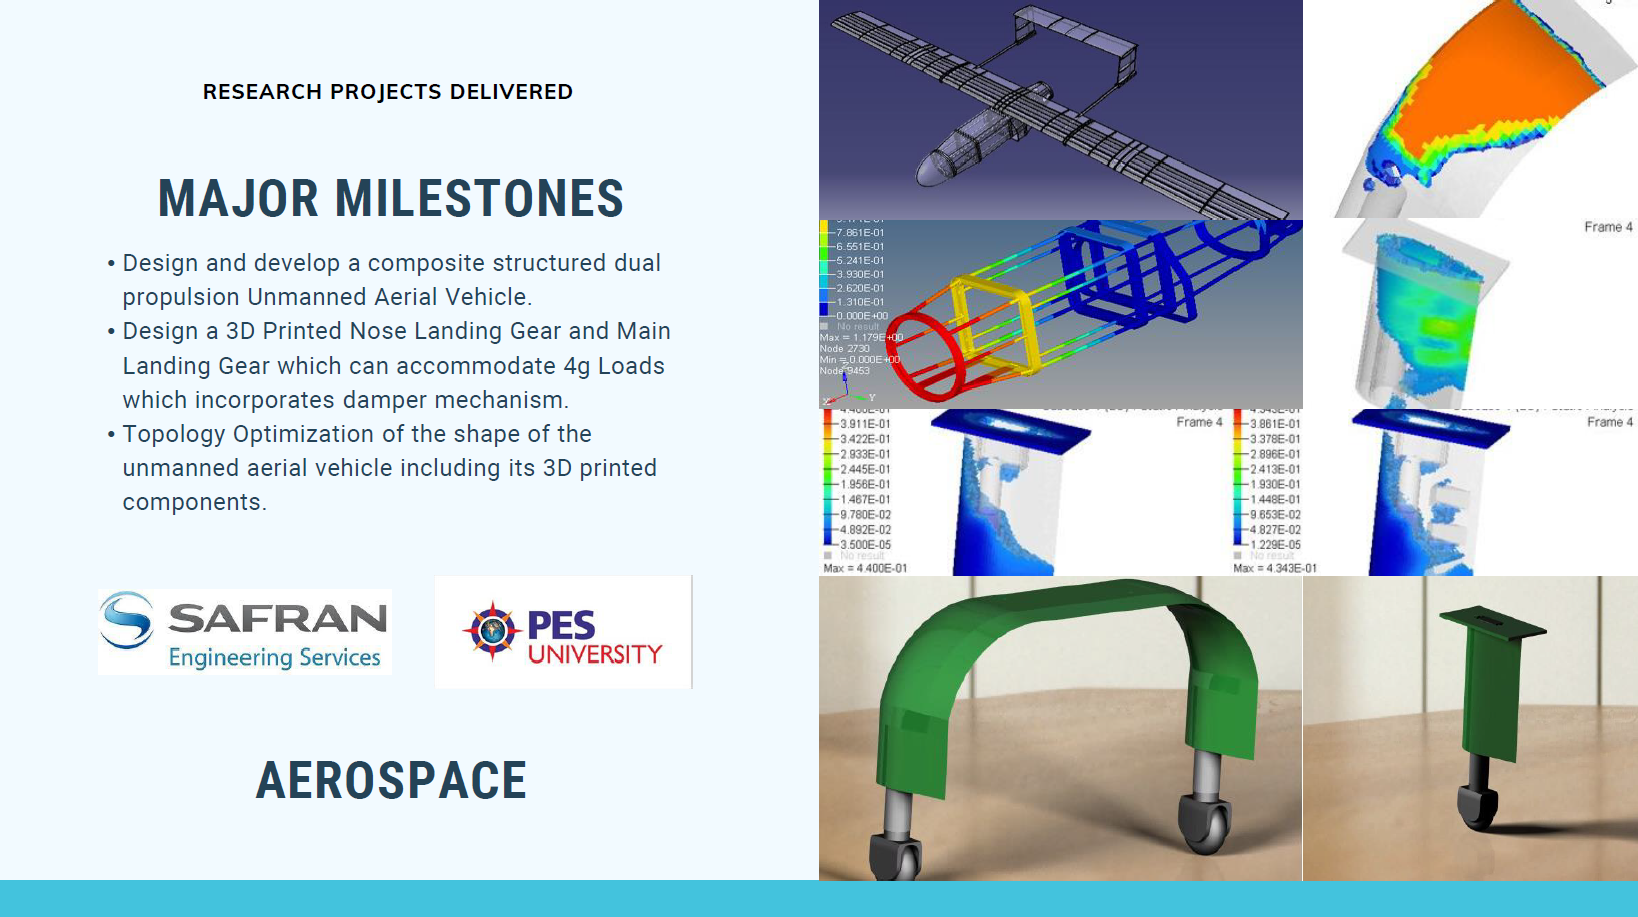 RESEARCH PROJECTS DELIVERED
MAJOR MILESTONES
• Design and develop a composite structured dual
propulsion Unmanned Aerial Vehicle.
• Design a 3D Printed Nose Landing Gear and Main
Landing Gear which can accommodate 4g Loads
which incorporates damper mechanism.
• Topology Optimization of the shape of the
unmanned aerial vehicle including its 3D printed
components.
SAFRAN
Engineering Services
PES
UNIVERSITY
AEROSPACE
7.861E-01
6.551E-01
5.241E-01
3.930E-01
2.620E-01
1.310E-01
0.000E+00
No result
Max = 1.179E+00
Node 2730
Min = 0.000E+00
Node 9453
X
Y
Frame 4
3.911E-01
3.422E-01
2.933E-01
2.445E-01
1.956E-01
1.467E-01
9.780E-02
4.892E-02
3.500E-05
No result
Max = 4.400E-01
Frame 4
3.861E-01
3.378E-01
2.896E-01
2.413E-01
1.930E-01
1.448E-01
9.653E-02
4.827E-02
1.229E-05
No result
Max = 4.343E-01
Frame 4